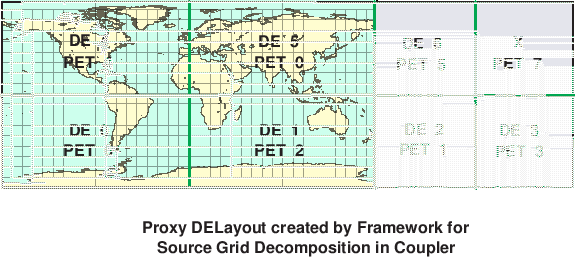 DE DE 5 DE 6 X
PET PET 0 PET 5 PET 7
DE DE 1 DE 2 DE 3
PET PET 2 PET 1 PET 3
Proxy DELayout created by Framework for
Source Grid Decomposition in Coupler